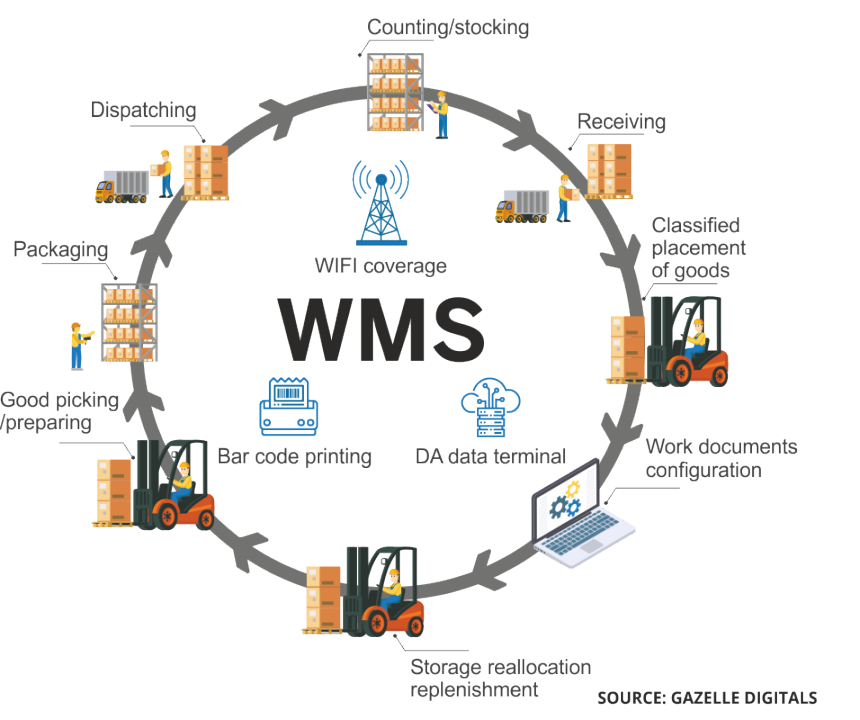 Counting/stocking
Dispatching
Receiving
Classified
placement
of goods
WIFI coverage
Packaging
WMS
Good picking
/preparing
Bar code printing
DA data terminal
Work documents
configuration
Storage reallocation
replenishment
SOURCE: GAZELLE DIGITALS